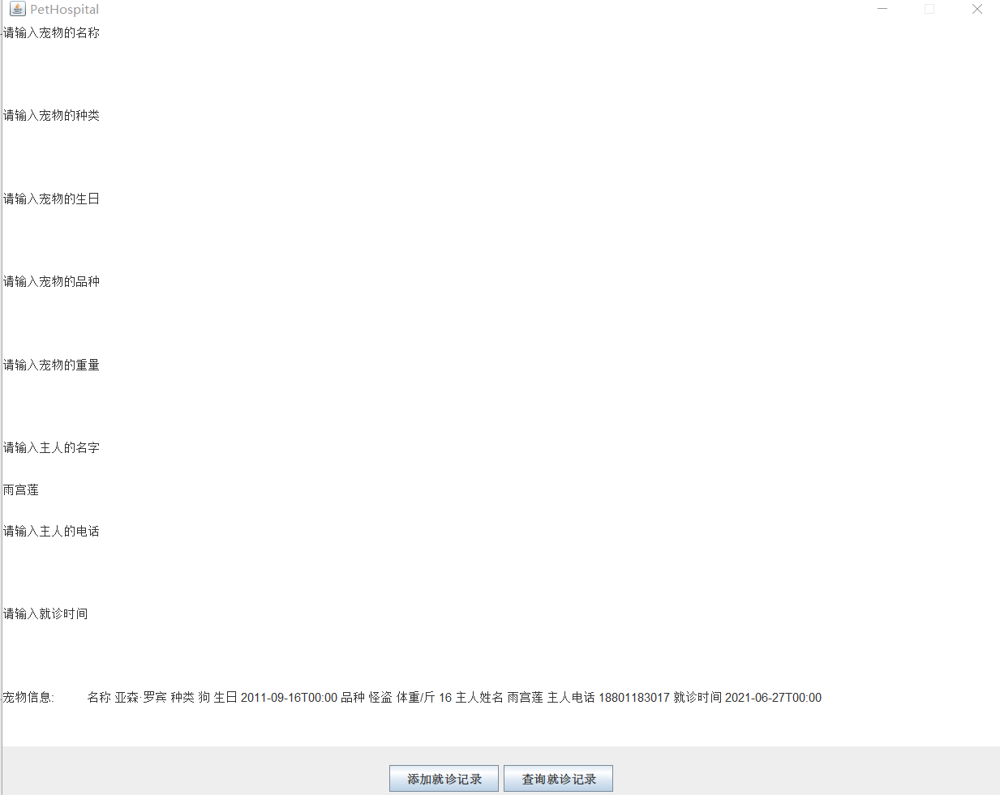 PetHospital
请输入宠物的名称
请输入宠物的种类
请输入宠物的生日
请输入宠物的品种
请输入宠物的重量
请输入主人的名字
雨宫莲
请输入主人的电话
请输入就诊时间
宠物信息: 名称 亚森·罗宾 种类 狗 生日 2011-09-16T00:00 品种 怪盗 体重/斤 16 主人姓名 雨宫莲 主人电话 18801183017 就诊时间 2021-06-27T00:00
添加就诊记录 查询就诊记录